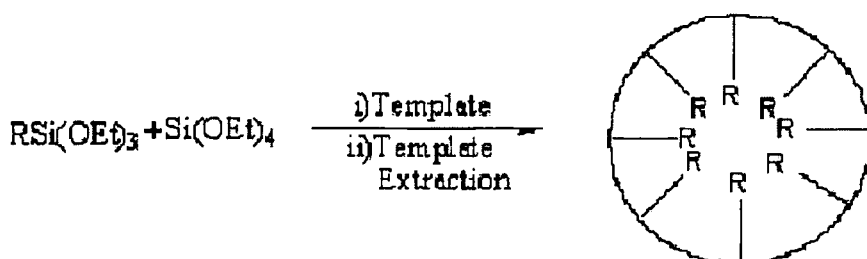 RSi(OEt)3+Si(OEt)4
i)Template
ii)Template
Extraction
R
R
R
R
R
R
R
R